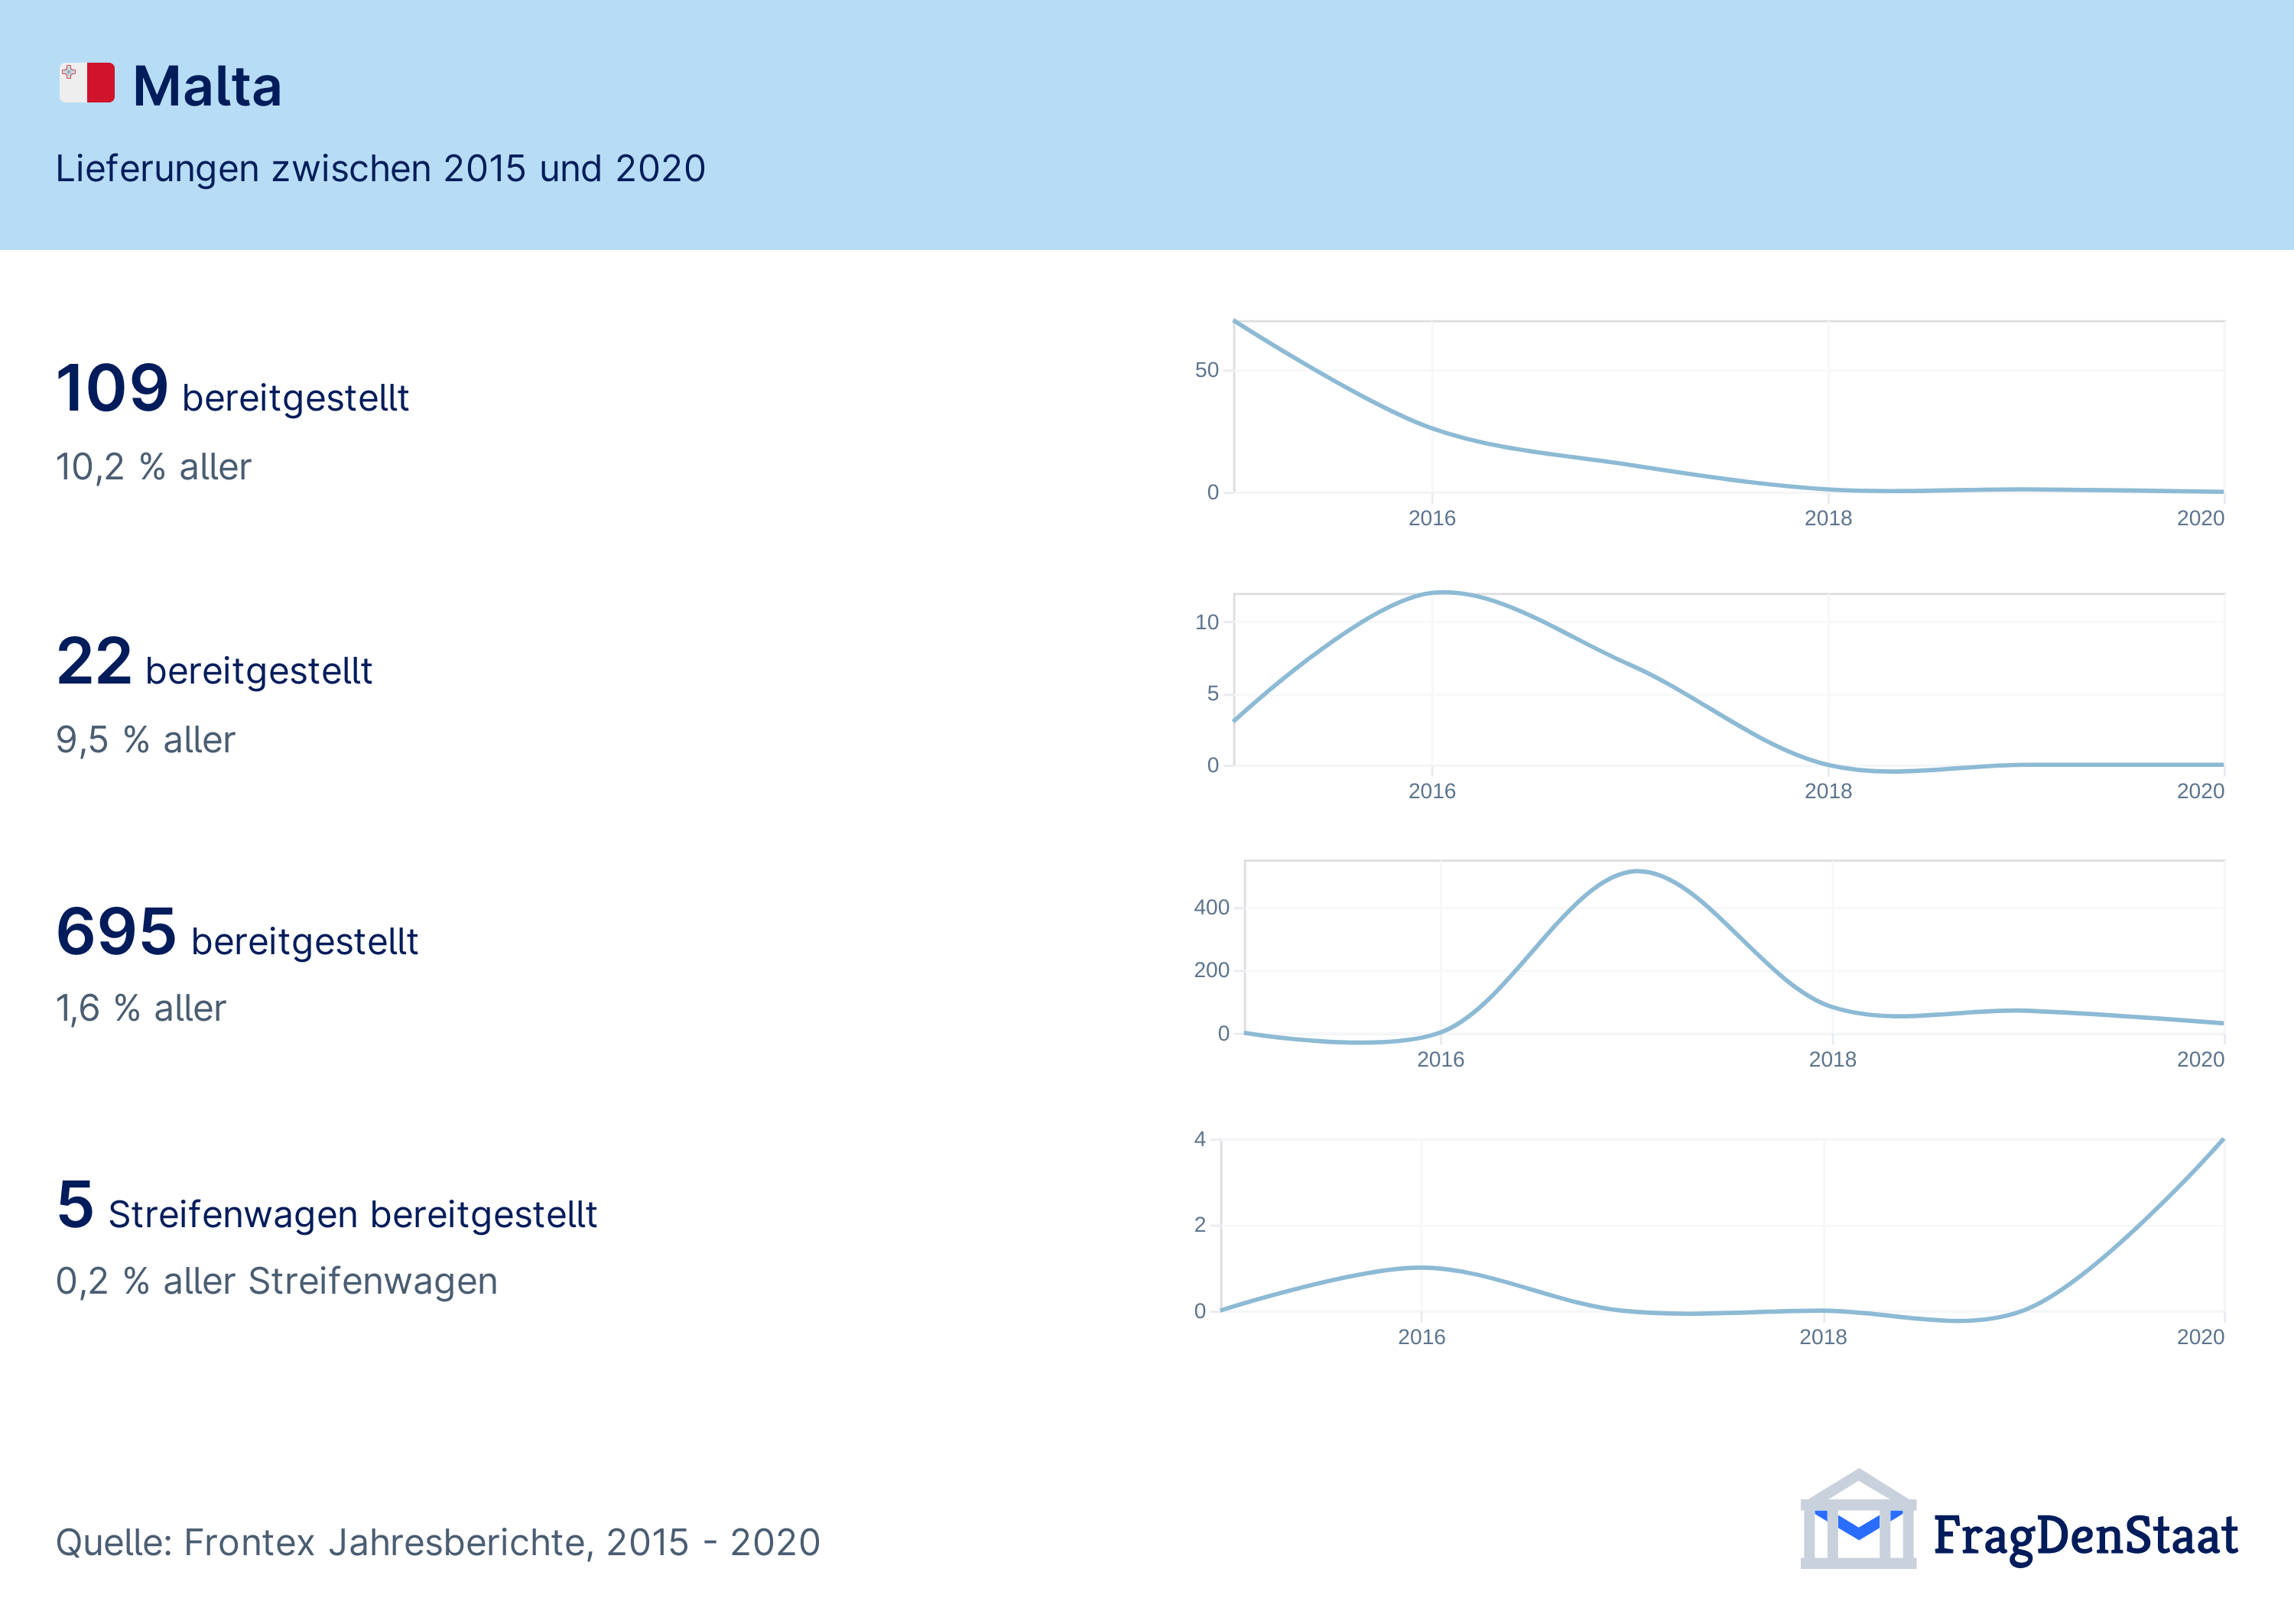 Malta
Lieferungen zwischen 2015 und 2020
109 bereitgestellt
10,2 % aller
50
0
2016
2018
2020
22 bereitgestellt
9,5 % aller
10
5
0
2016
2018
2020
695 bereitgestellt
1,6 % aller
400
200
0
2016
2018
2020
5 Streifenwagen bereitgestellt
0,2 % aller Streifenwagen
4
2
0
2016
2018
2020
Quelle: Frontex Jahresberichte, 2015 - 2020
FragDenStaat